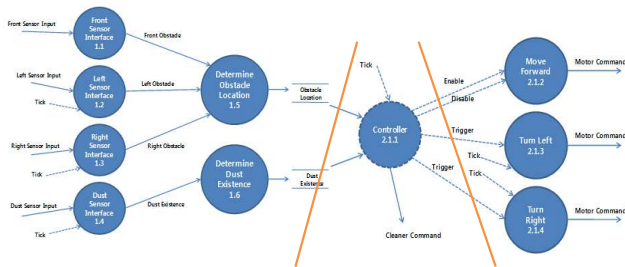 Front Sensor Input
Front
Sensor
Interface
1.1
Front Obstacle
Left Sensor Input
Tick
Left
Sensor
Interface
1.2
Left Obstacle
Right Sensor Input
Tick
Right
Sensor
Interface
1.3
Right Obstacle
Dust Sensor Input
Tick
Dust
Sensor
Interface
1.4
Dust Existence
Determine
Obstacle
Location
1.5
Determine
Dust
Existence
1.6
Obstacle
Location
Dust
Existence
Tick
Controller
2.1.1
Cleaner Command
Enable
Disable
Trigger
Tick
Trigger
Tick
Move
Forward
2.1.2
Motor Command
Turn Left
2.1.3
Motor Command
Turn
Right
2.1.4
Motor Command